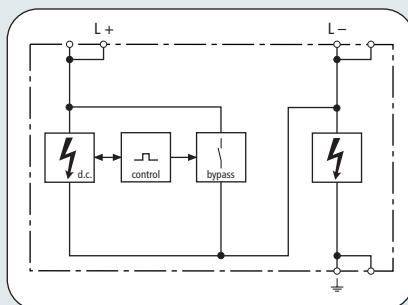 L +
L −
d.c.
control
bypass